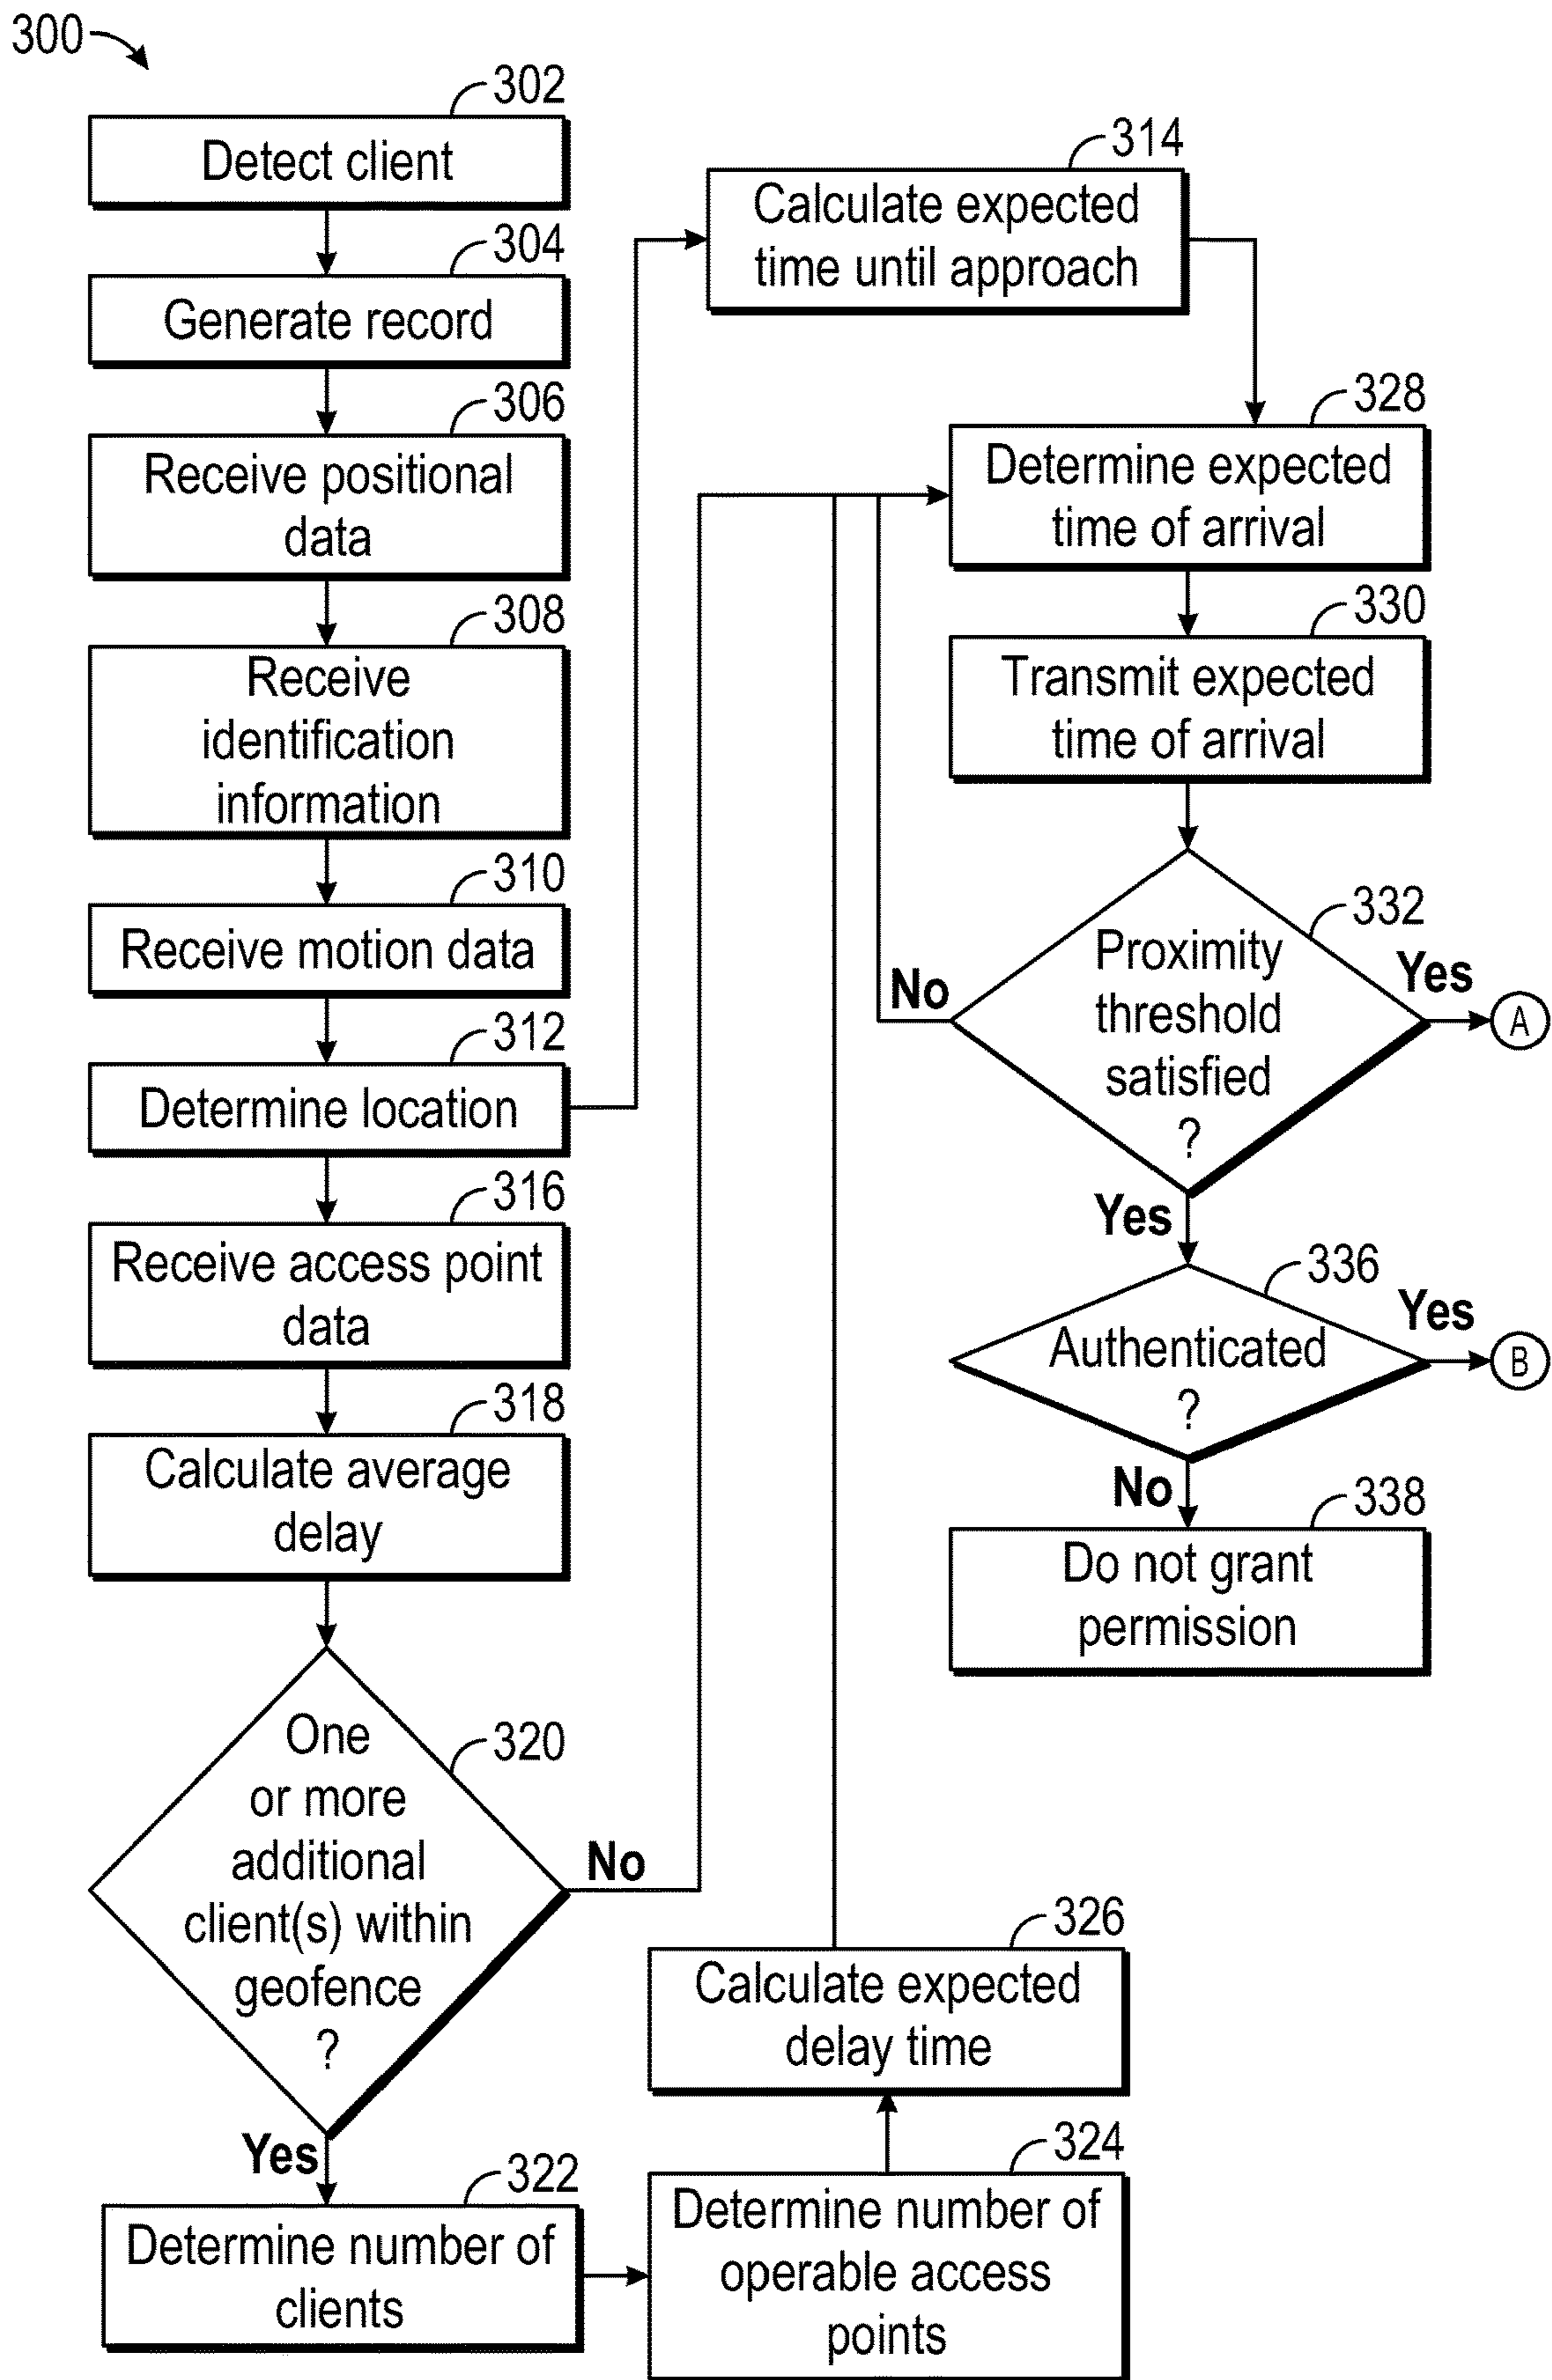 300
302
Detect client
304
Generate record
306
Receive positional
data
308
Receive
identification
information
310
Receive motion data
312
Determine location
316
Receive access point
data
318
Calculate average
delay
320
One
or more
additional
client(s) within
geofence
?
No
Yes
322
Determine number of
clients
324
Determine number of
operable access
points
326
Calculate expected
delay time
314
Calculate expected
time until approach
328
Determine expected
time of arrival
330
Transmit expected
time of arrival
332
Proximity
threshold
satisfied
?
No
Yes
A
Yes
336
Authenticated
?
Yes
B
No
338
Do not grant
permission